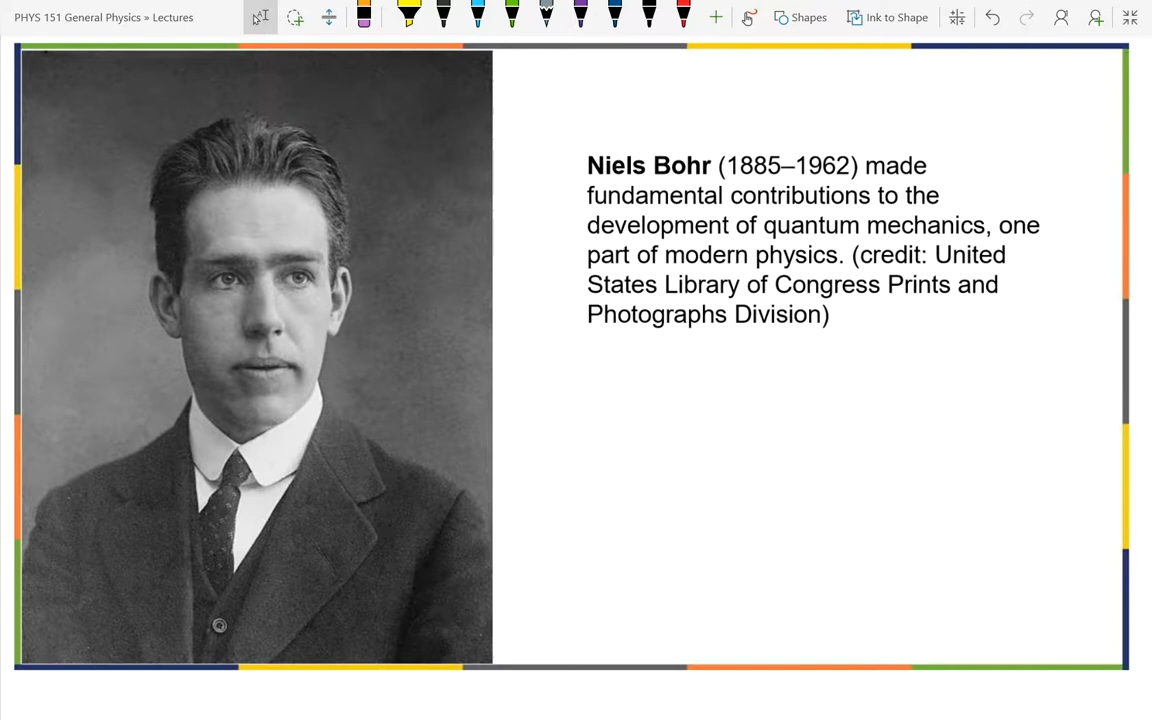 PHYS 151 General Physics » Lectures
Shapes
Ink to Shape
Niels Bohr (1885–1962) made
fundamental contributions to the
development of quantum mechanics, one
part of modern physics. (credit: United
States Library of Congress Prints and
Photographs Division)